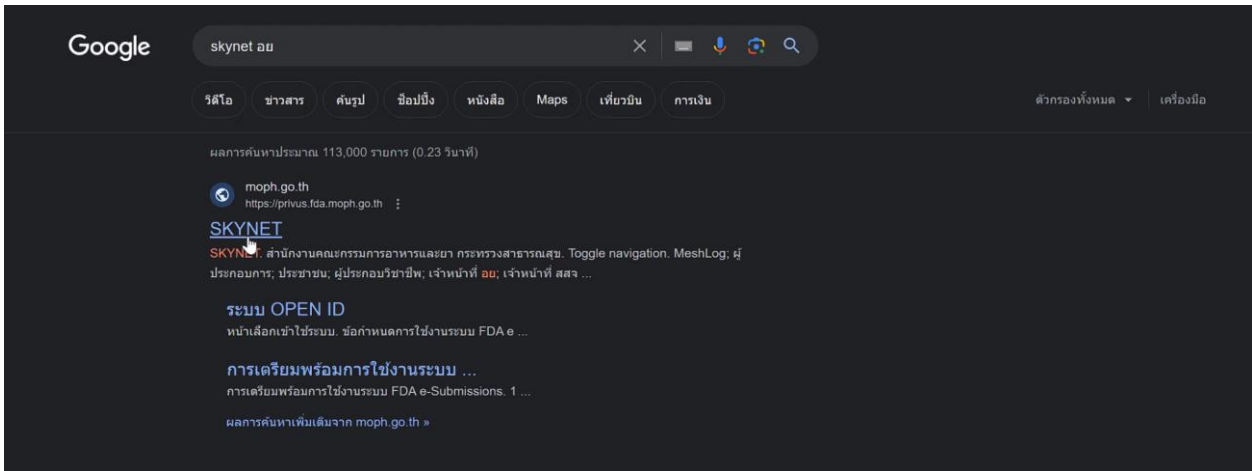 Google
skynet อย
วิดีโอ ข่าวสาร ค้นรูป ช็อปปิ้ง หนังสือ Maps เที่ยวบิน การเงิน ตัวกรองทั้งหมด เครื่องมือ
ผลการค้นหาประมาณ 113,000 รายการ (0.23 วินาที)
moph.go.th
https://privus.fda.moph.go.th
SKYNET
SKYNET. สำนักงานคณะกรรมการอาหารและยา กระทรวงสาธารณสุข. Toggle navigation. MeshLog; ผู้
ประกอบการ; ประชาชน; ผู้ประกอบวิชาชีพ; เจ้าหน้าที่ อย; เจ้าหน้าที่ สสจ ...
ระบบ OPEN ID
หน้าเลือกเข้าใช้ระบบ. ข้อกำหนดการใช้งานระบบ FDA e ...
การเตรียมพร้อมการใช้งานระบบ ...
การเตรียมพร้อมการใช้งานระบบ FDA e-Submissions. 1 ...
ผลการค้นหาเพิ่มเติมจาก moph.go.th »